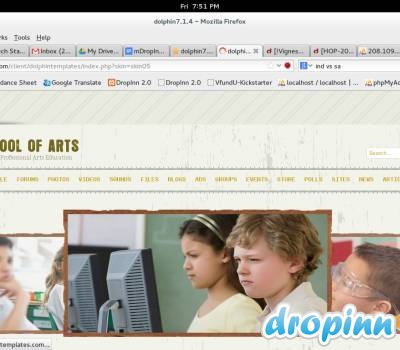 Fri 7:51 PM
dolphin7.1.4 - Mozilla Firefox
rks Tools Help
ech Sta... Inbox (2... My Drive... mDropIn... dolphin7.... dolphi... [!Vignes... [HOP-20... 208.109...
om/client/dolphintemplates/index.php?skin=skin05 ind vs sa
dance Sheet Google Translate DropInn 2.0 DropInn 2.0 VfundU-Kickstarter localhost / localhost | ... phpMyAc
OOL OF ARTS
Professional Arts Education
Search...
LE FORUMS PHOTOS VIDEOS SOUNDS FILES BLOGS ADS GROUPS EVENTS STORE POLLS SITES NEWS ARTIC
dropinn
templates.com...